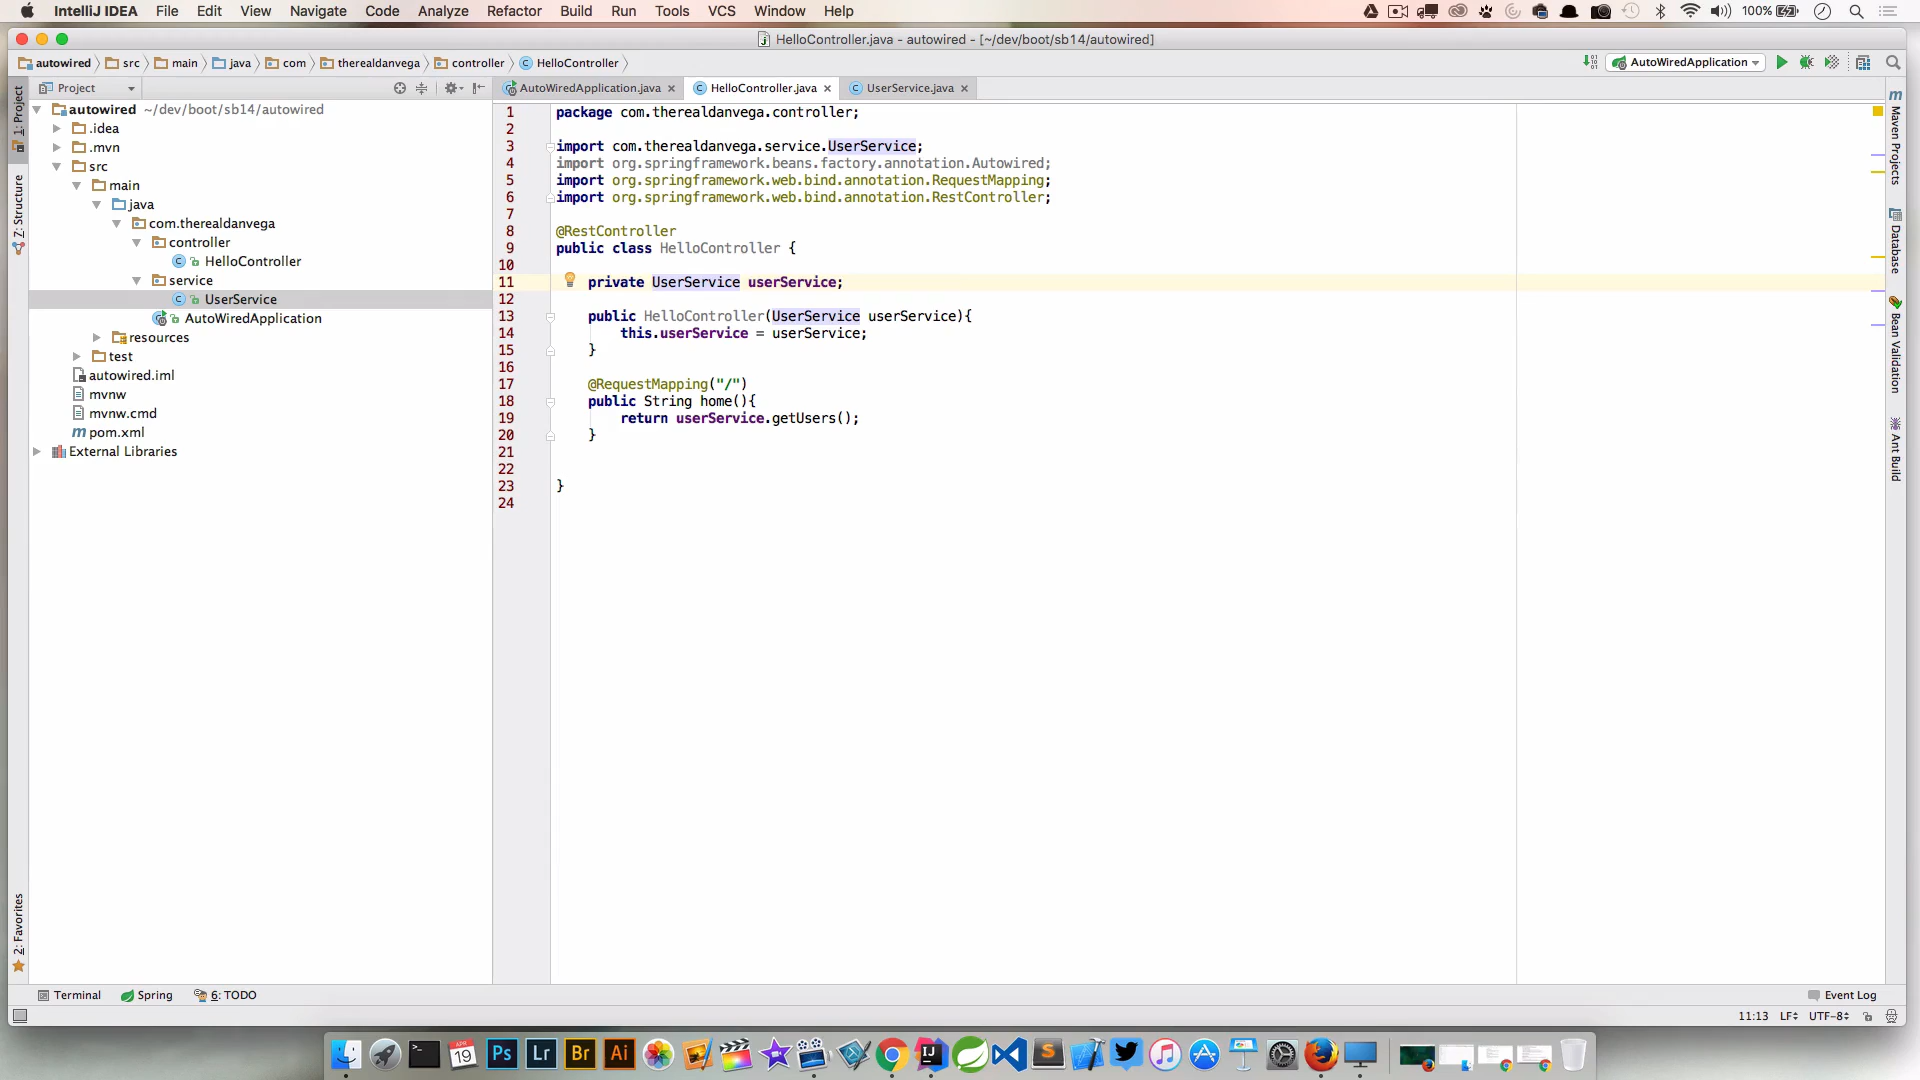 IntelliJ IDEA File Edit View Navigate Code Analyze Refactor Build Run Tools VCS Window Help 100%
HelloController.java - autowired - [~/dev/boot/sb14/autowired]
autowired src main java com therealdanvega controller HelloController AutoWiredApplication
Project
AutoWiredApplication.java HelloController.java UserService.java
autowired ~/dev/boot/sb14/autowired
.idea
.mvn
src
main
java
com.therealdanvega
controller
HelloController
service
UserService
AutoWiredApplication
resources
test
autowired.iml
mvnw
mvnw.cmd
pom.xml
External Libraries
1: Project
7: Structure
2: Favorites
1 package com.therealdanvega.controller;
2
3 import com.therealdanvega.service.UserService;
4 import org.springframework.beans.factory.annotation.Autowired;
5 import org.springframework.web.bind.annotation.RequestMapping;
6 import org.springframework.web.bind.annotation.RestController;
7
8 @RestController
9 public class HelloController {
10
11 private UserService userService;
12
13 public HelloController(UserService userService){
14 this.userService = userService;
15 }
16
17 @RequestMapping("/")
18 public String home(){
19 return userService.getUsers();
20 }
21
22
23 }
24
Maven Projects
Database
Bean Validation
Ant Build
Terminal Spring 6: TODO Event Log
11:13 LF UTF-8
APR
19
Ps Lr Br Ai
IJ
S